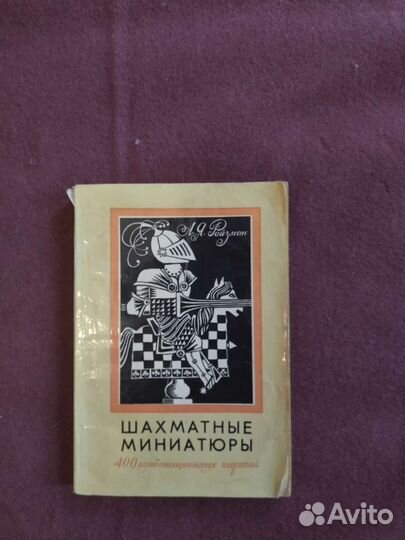 А.Я. Ройзман
ШАХМАТНЫЕ
МИНИАТЮРЫ
400 комбинационных партий
Avito